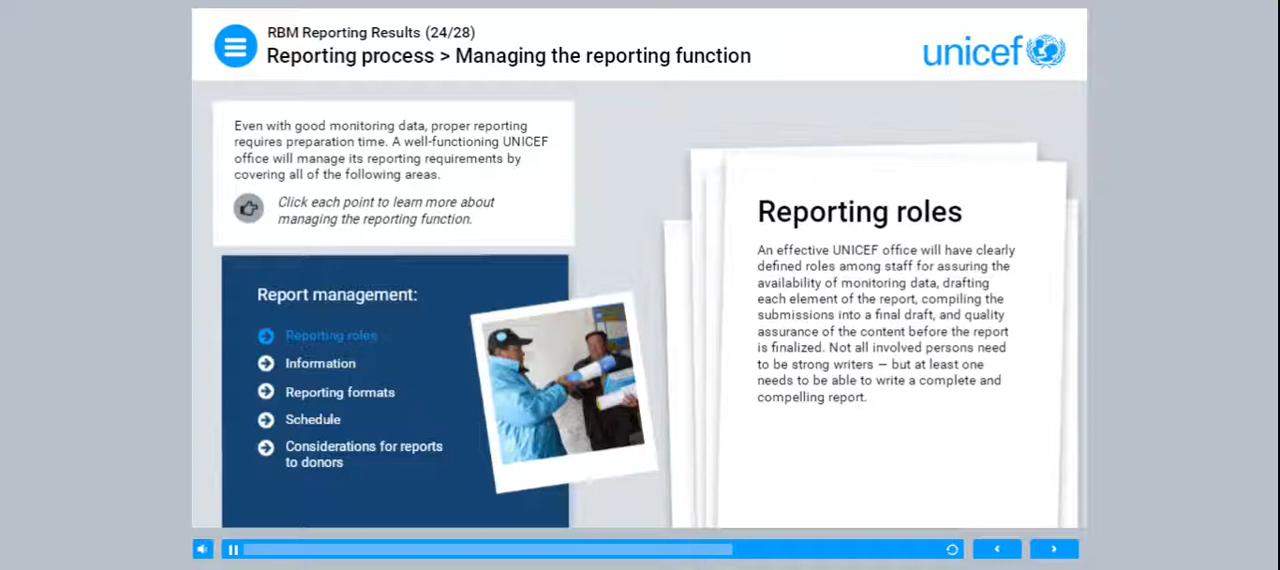 RBM Reporting Results (24/28)
Reporting process > Managing the reporting function
unicef
Even with good monitoring data, proper reporting
requires preparation time. A well-functioning UNICEF
office will manage its reporting requirements by
covering all of the following areas.
Click each point to learn more about
managing the reporting function.
Report management:
Reporting roles
Information
Reporting formats
Schedule
Considerations for reports
to donors
Reporting roles
An effective UNICEF office will have clearly
defined roles among staff for assuring the
availability of monitoring data, drafting
each element of the report, compiling the
submissions into a final draft, and quality
assurance of the content before the report
is finalized. Not all involved persons need
to be strong writers — but at least one
needs to be able to write a complete and
compelling report.